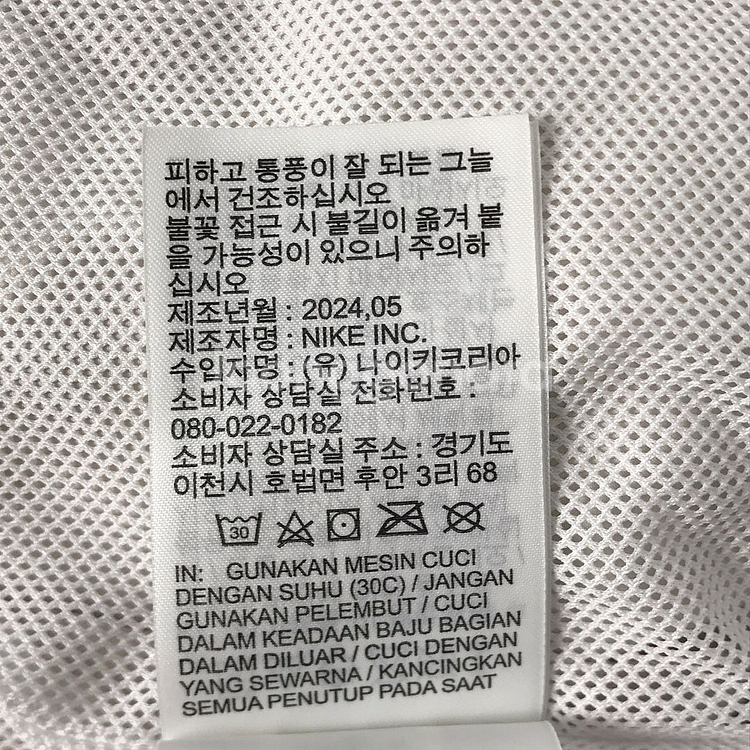 피하고 통풍이 잘 되는 그늘
에서 건조하십시오
불꽃 접근 시 불길이 옮겨 붙
을 가능성이 있으니 주의하
십시오
제조년월 : 2024,05
제조자명 : NIKE INC.
수입자명 : (유) 나이키코리아
소비자 상담실 전화번호 :
080-022-0182
소비자 상담실 주소 : 경기도
이천시 호법면 후안 3리 68
30
IN: GUNAKAN MESIN CUCI
DENGAN SUHU (30C) / JANGAN
GUNAKAN PELEMBUT / CUCI
DALAM KEADAAN BAJU BAGIAN
DALAM DILUAR / CUCI DENGAN
YANG SEWARNA / KANCINGKAN
SEMUA PENUTUP PADA SAAT